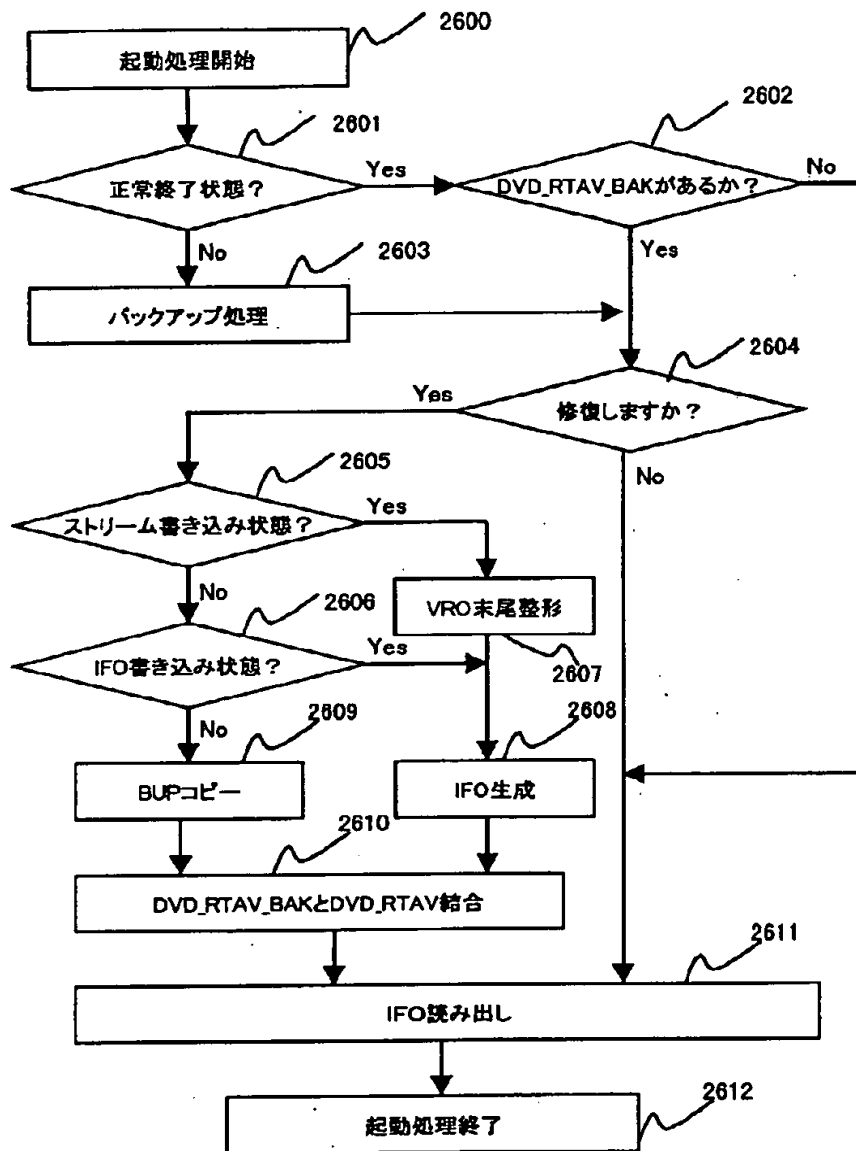 2600
起動処理開始
2601
2602
正常終了状態?
Yes
DVD_RTAV_BAKがあるか?
No
No
Yes
2603
バックアップ処理
2604
Yes
修復しますか?
No
2605
ストリーム書き込み状態?
Yes
No
2606
VRO末尾整形
2607
IFO書き込み状態?
Yes
No
2609
2608
BUPコピー
IFO生成
2610
DVD_RTAV_BAKとDVD_RTAV結合
2611
IFO読み出し
2612
起動処理終了